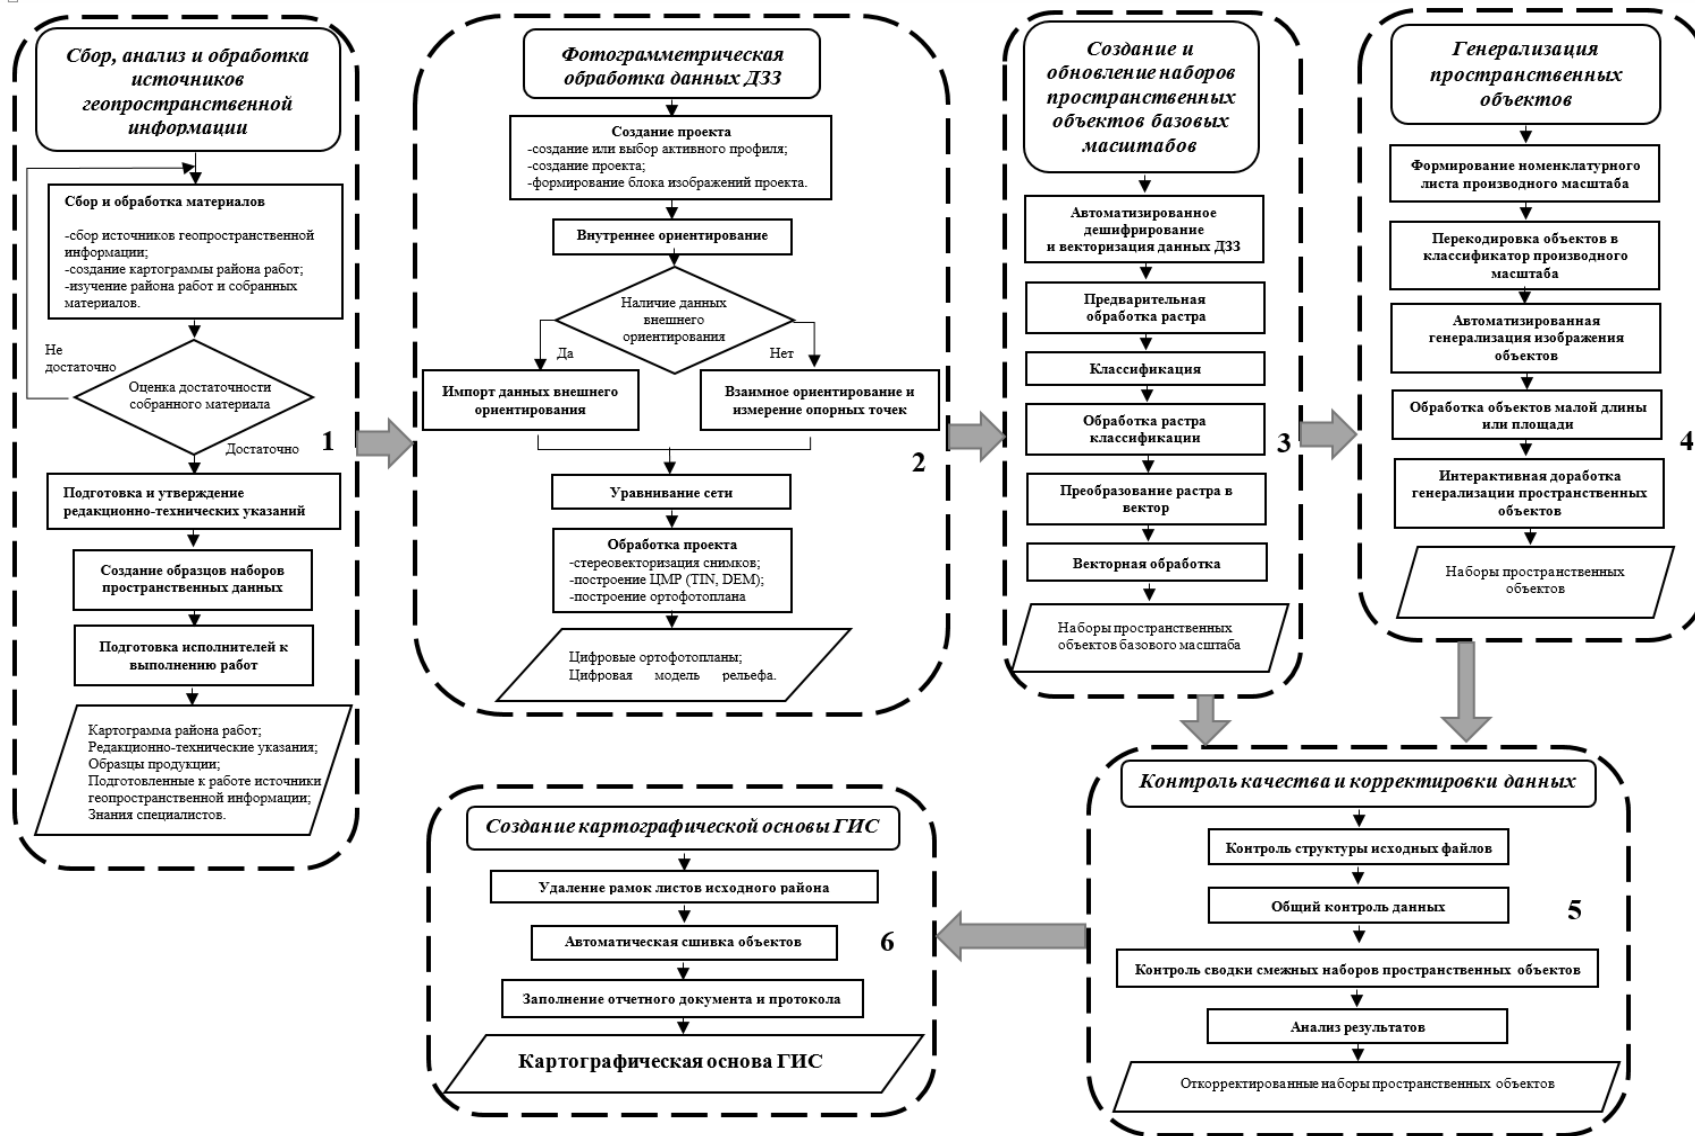 Сбор, анализ и обработка
источников
геопространственной
информации
Сбор и обработка материалов
-сбор источников геопространственной
информации;
-создание картограммы района работ;
-изучение района работ и собранных
материалов.
Не
достаточно
Оценка достаточности
собранного материала
Достаточно
1
Подготовка и утверждение
редакционно-технических указаний
Создание образцов наборов
пространственных данных
Подготовка исполнителей к
выполнению работ
Картограмма района работ;
Редакционно-технические указания;
Образцы продукции;
Подготовленные к работе источники
геопространственной информации;
Знания специалистов.
Фотограмметрическая
обработка данных ДЗЗ
Создание проекта
-создание или выбор активного профиля;
-создание проекта;
-формирование блока изображений проекта.
Внутреннее ориентирование
Наличие данных
внешнего
ориентирования
Да
Нет
Импорт данных внешнего
ориентирования
Взаимное ориентирование и
измерение опорных точек
2
Уравнивание сети
Обработка проекта
-стереовекторизация снимков;
-построение ЦМР (TIN, DEM);
-построение ортофотоплана
Цифровые ортофотопланы;
Цифровая модель рельефа.
Создание и
обновление наборов
пространственных
объектов базовых
масштабов
Автоматизированное
дешифрирование
и векторизация данных ДЗЗ
Предварительная
обработка растра
Классификация
Обработка растра
классификации
3
Преобразование растра в
вектор
Векторная обработка
Наборы пространственных
объектов базового масштаба
Генерализация
пространственных
объектов
Формирование номенклатурного
листа производного масштаба
Перекодировка объектов в
классификатор производного
масштаба
Автоматизированная
генерализация изображения
объектов
Обработка объектов малой длины
или площади
4
Интерактивная доработка
генерализации пространственных
объектов
Наборы пространственных
объектов
Контроль качества и корректировки данных
Контроль структуры исходных файлов
Общий контроль данных
5
Контроль сводки смежных наборов пространственных объектов
Анализ результатов
Откорректированные наборы пространственных объектов
Создание картографической основы ГИС
Удаление рамок листов исходного района
Автоматическая сшивка объектов
6
Заполнение отчетного документа и протокола
Картографическая основа ГИС